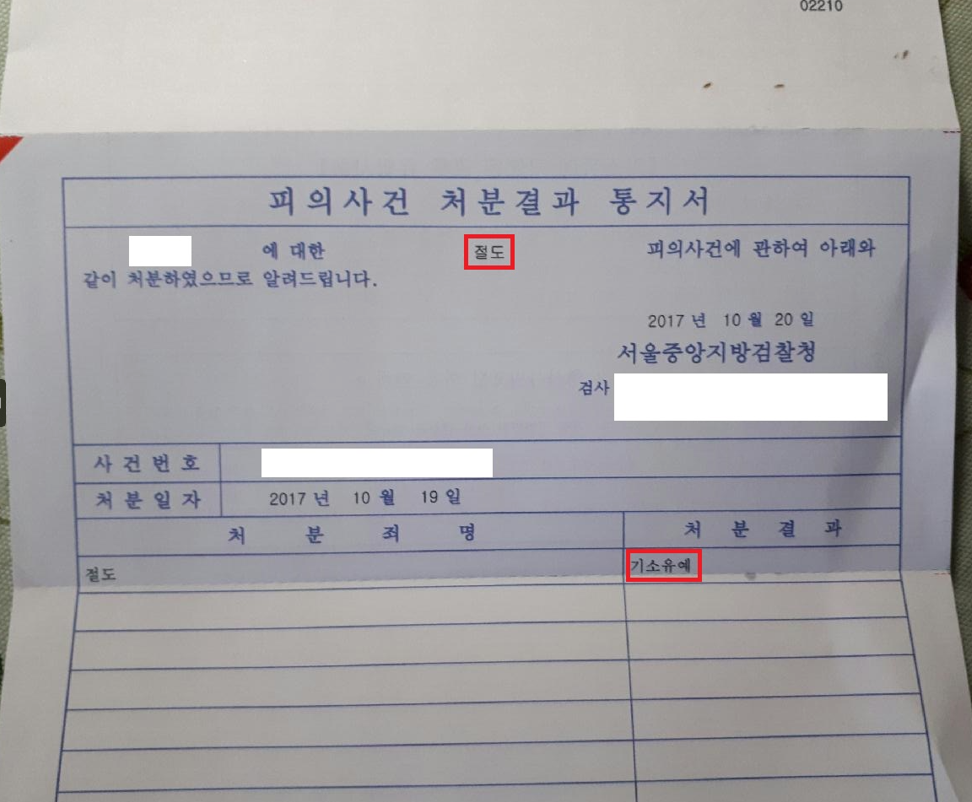 02210
피의사건 처분결과 통지서
에 대한 절도 피의사건에 관하여 아래와
같이 처분하였으므로 알려드립니다.
2017 년 10 월 20 일
서울중앙지방검찰청
검사
사건번호
처분일자 2017 년 10 월 19 일
처분죄명 처분결과
절도 기소유예